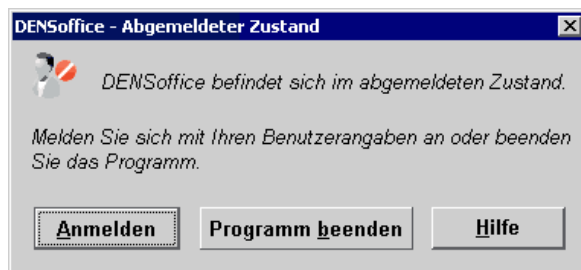 DENSoffice - Abgemeldeter Zustand
DENSoffice befindet sich im abgemeldeten Zustand.
Melden Sie sich mit Ihren Benutzerangaben an oder beenden
Sie das Programm.
Anmelden Programm beenden Hilfe